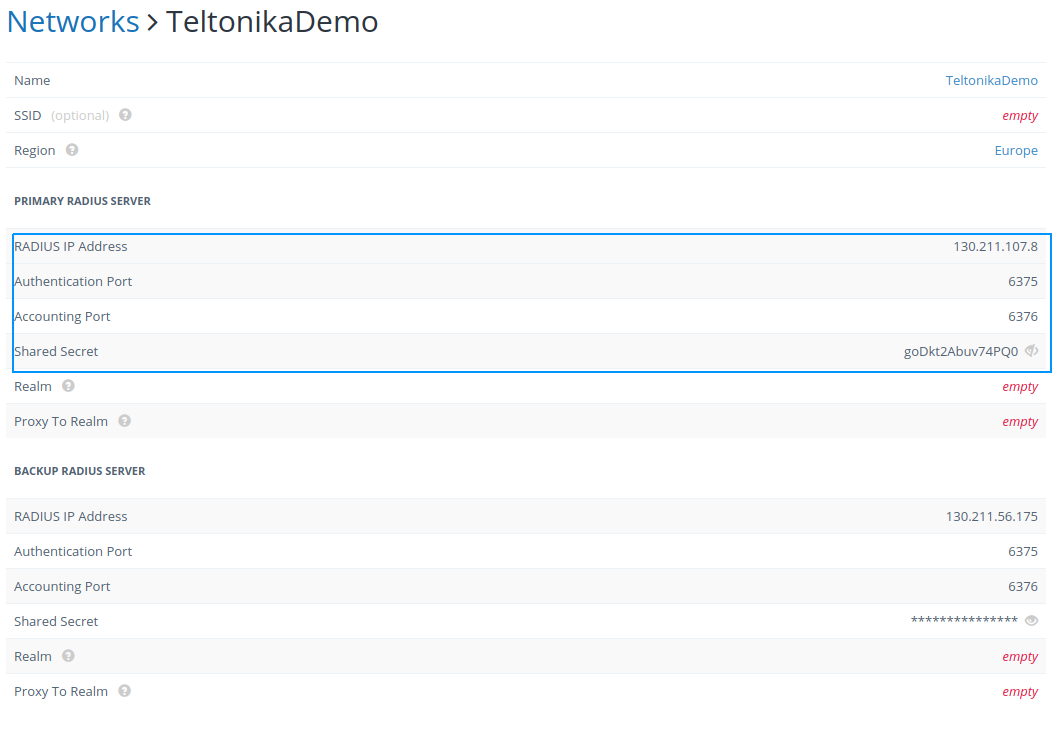 Networks > TeltonikaDemo
Name TeltonikaDemo
SSID (optional) ? empty
Region ? Europe
PRIMARY RADIUS SERVER
RADIUS IP Address 130.211.107.8
Authentication Port 6375
Accounting Port 6376
Shared Secret goDkt2Abuv74PQ0
Realm ? empty
Proxy To Realm ? empty
BACKUP RADIUS SERVER
RADIUS IP Address 130.211.56.175
Authentication Port 6375
Accounting Port 6376
Shared Secret ***************
Realm ? empty
Proxy To Realm ? empty